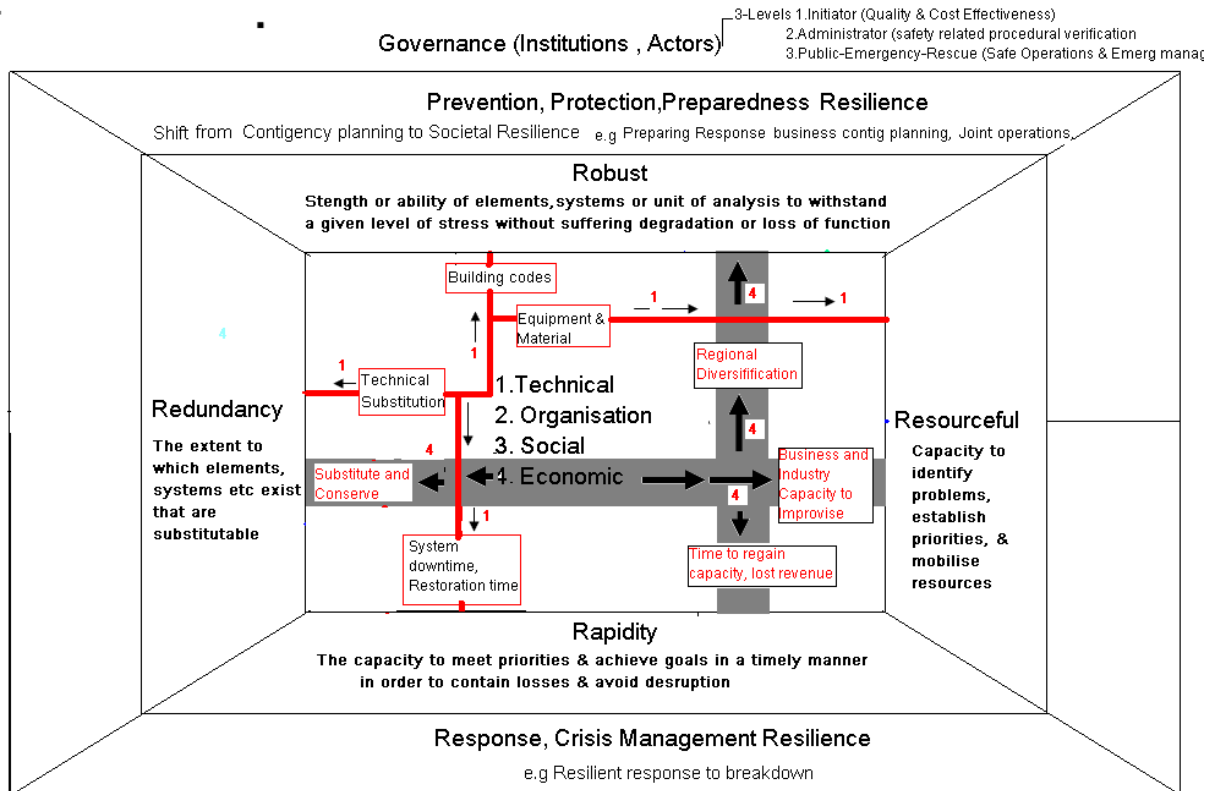 3-Levels 1.Initiator (Quality & Cost Effectiveness)
2.Administrator (safety related procedural verification
3.Public-Emergency-Rescue (Safe Operations & Emerg manag
Governance (Institutions , Actors)
Prevention, Protection,Preparedness Resilience
Shift from Contigency planning to Societal Resilience e.g Preparing Response business contig planning, Joint operations,
Robust
Stength or ability of elements,systems or unit of analysis to withstand
a given level of stress without suffering degradation or loss of function
Building codes
4
1
1
Equipment &
Material
4
1
Regional
Diversifification
1
Technical
Substitution
1.Technical
2. Organisation
3. Social
4. Economic
Redundancy
The extent to
which elements,
systems etc exist
that are
substitutable
Resourceful
Capacity to
identify
problems,
establish
priorities, &
mobilise
resources
4
4
Substitute and
Conserve
Business and
Industry
Capacity to
Improvise
4
1
System
downtime,
Restoration time
Time to regain
capacity, lost revenue
Rapidity
The capacity to meet priorities & achieve goals in a timely manner
in order to contain losses & avoid desruption
Response, Crisis Management Resilience
e.g Resilient response to breakdown